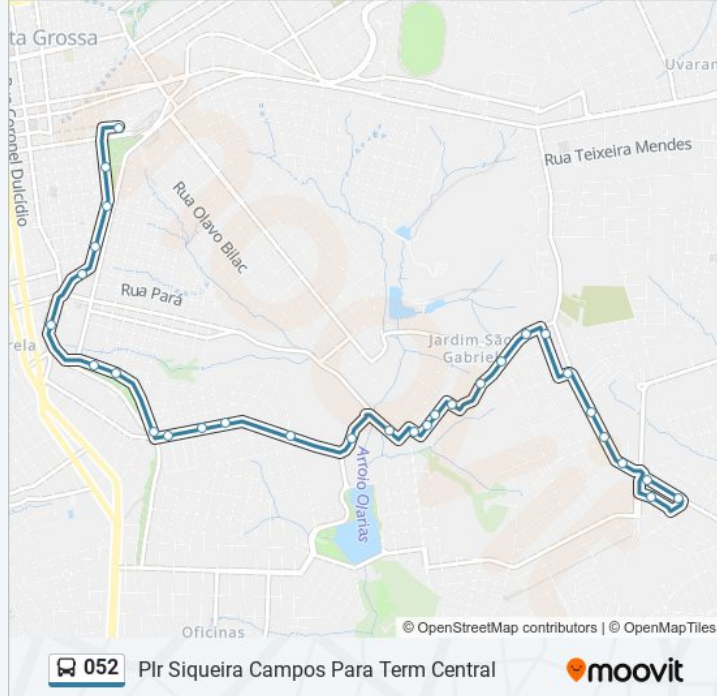 ta Grossa
Uvaran
Rua Coronel Dulcídio
Rua Teixeira Mendes
Rua Olavo Bilac
Rua Pará
rela
Jardim São
Gabriel
Arroio Olarias
© OpenStreetMap contributors | © OpenMapTiles
Oficinas
052 Plr Siqueira Campos Para Term Central
moovit